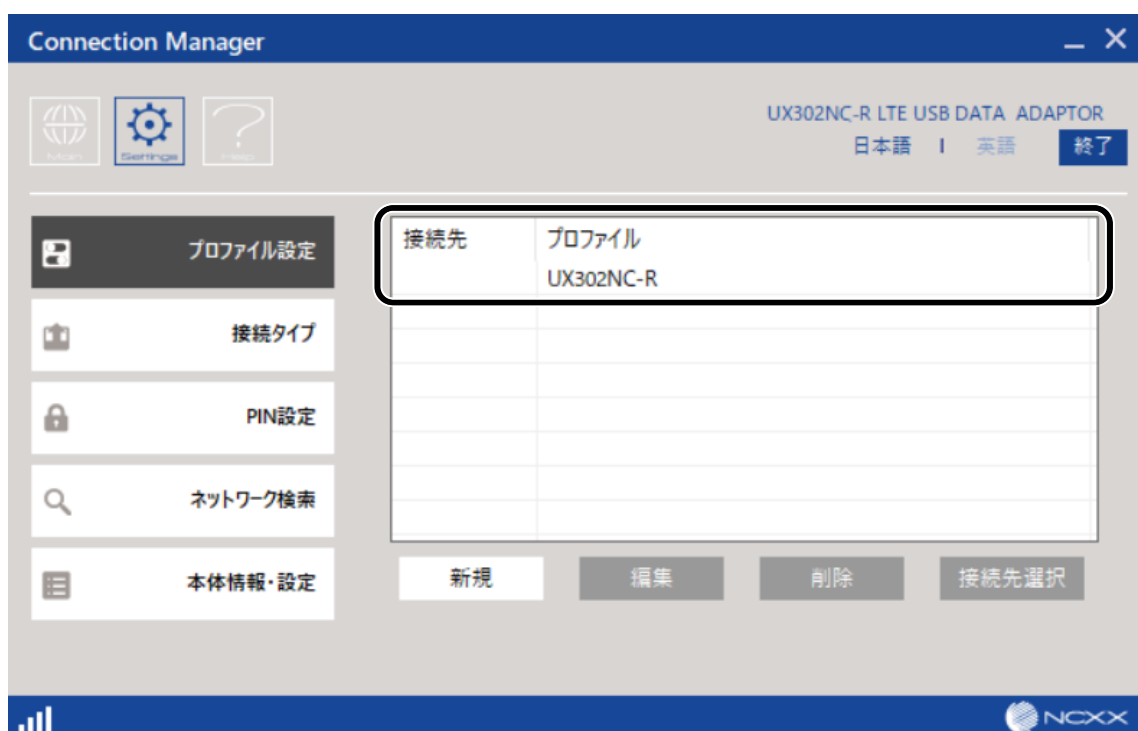 Connection Manager
Main
Settings
Help
UX302NC-R LTE USB DATA ADAPTOR
日本語 I 英語
終了
プロファイル設定
接続タイプ
PIN設定
ネットワーク検索
本体情報・設定
接続先 プロファイル
UX302NC-R
新規 編集 削除 接続先選択
NCXX